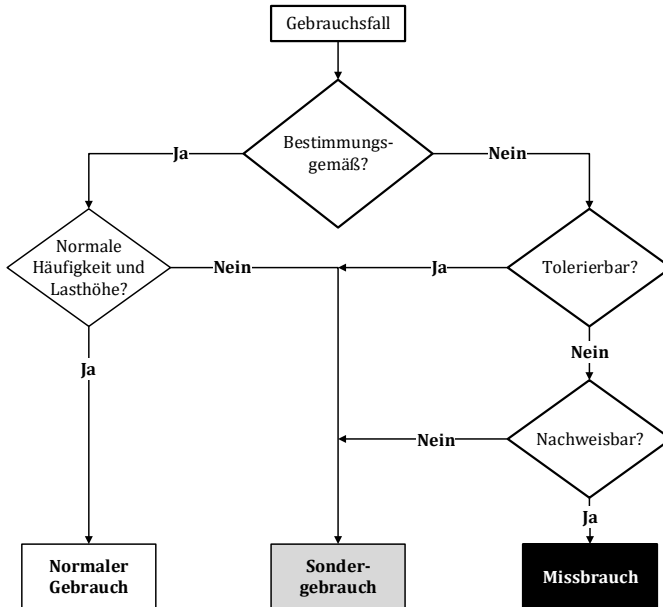 Gebrauchsfall
Bestimmungs-
gemäß?
Ja
Nein
Normale
Häufigkeit und
Lasthöhe?
Nein
Ja
Tolerierbar?
Nein
Ja
Nein
Nachweisbar?
Ja
Normaler
Gebrauch
Sonder-
gebrauch
Missbrauch